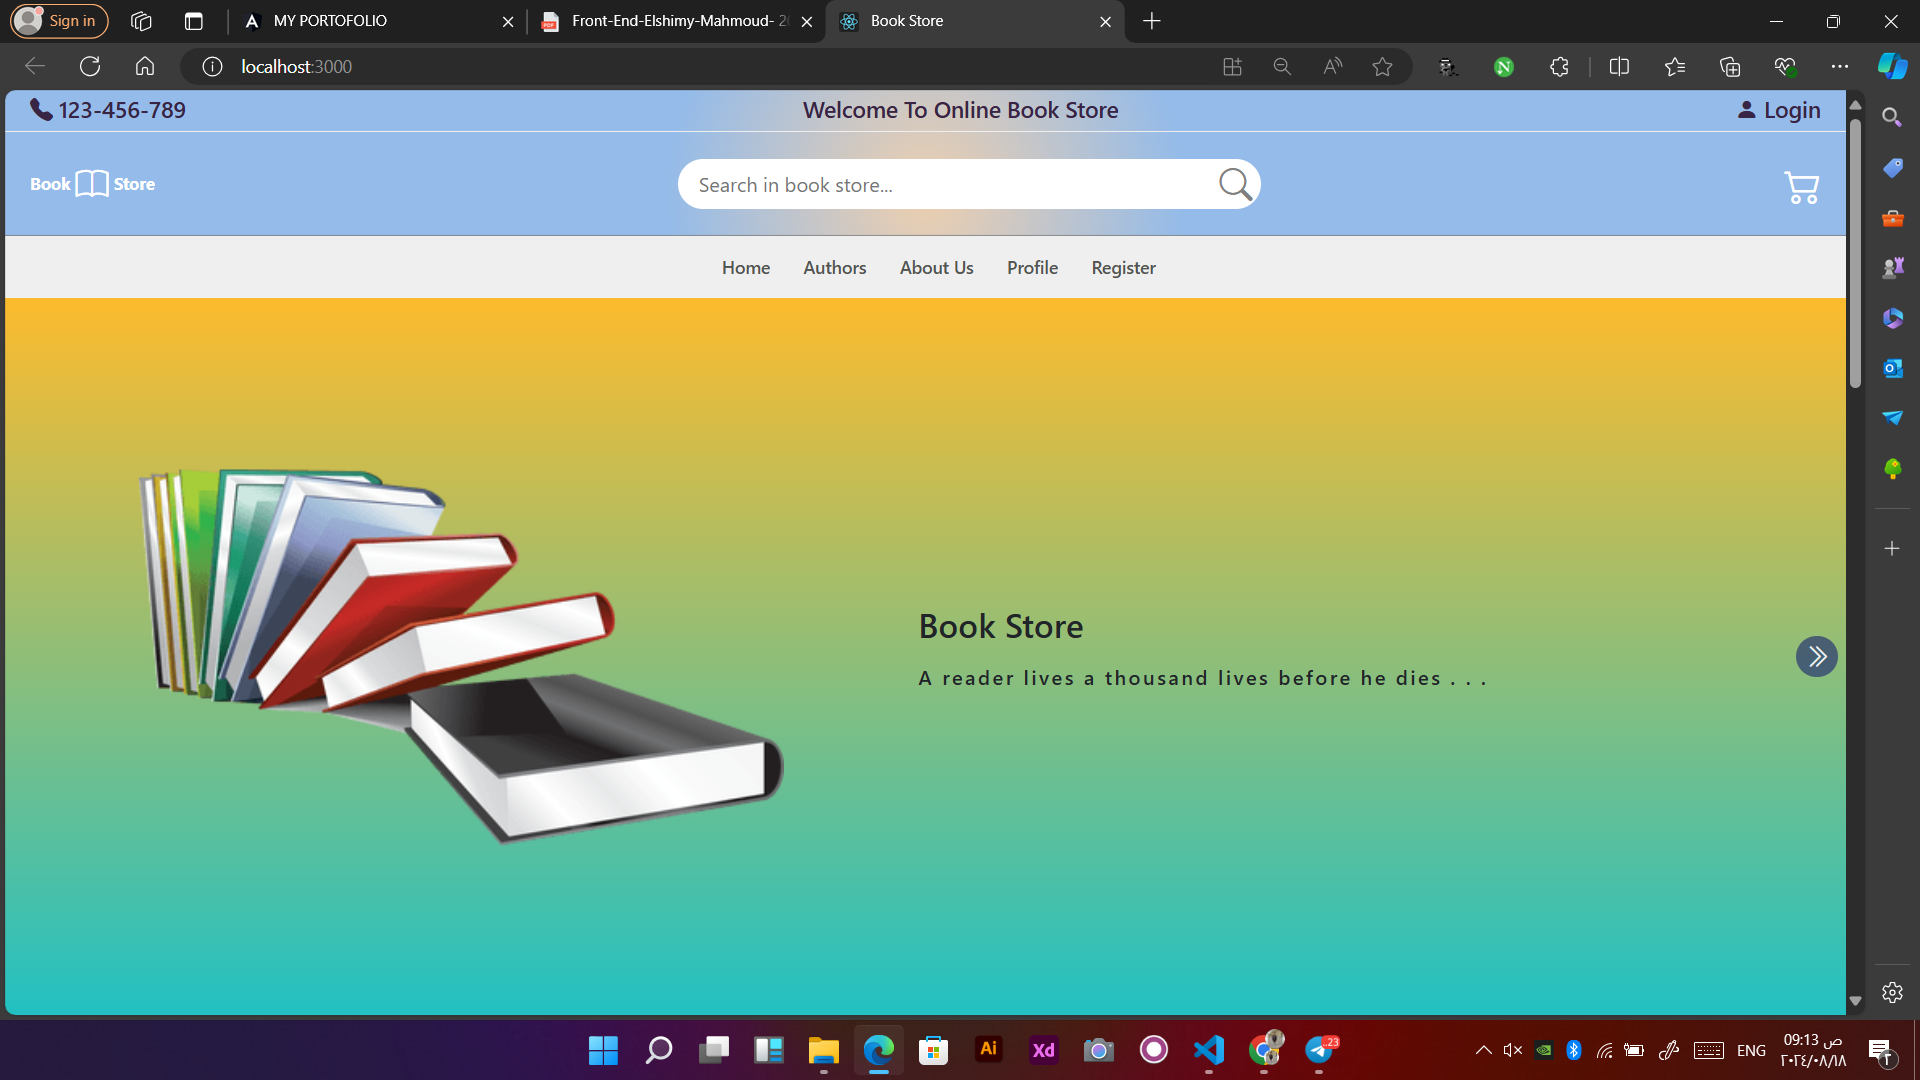 Sign in
MY PORTOFOLIO
Front-End-Elshimy-Mahmoud- 20
Book Store
localhost:3000
123-456-789
Welcome To Online Book Store
Login
Book Store
Search in book store...
Home
Authors
About Us
Profile
Register
Book Store
A reader lives a thousand lives before he dies . . .
Ai
Xd
..23
ENG
09:13 ص
٢٠٢٤/٠٨/١٨
٣